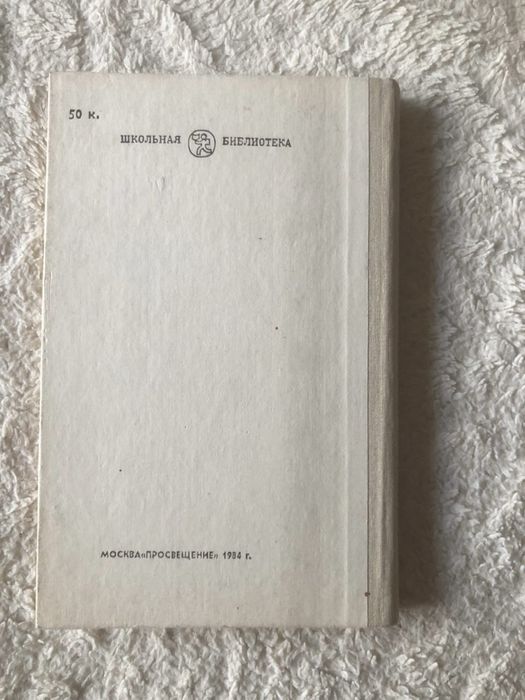 50 к.
ШКОЛЬНАЯ БИБЛИОТЕКА
МОСКВА«ПРОСВЕЩЕНИЕ» 1984 г.